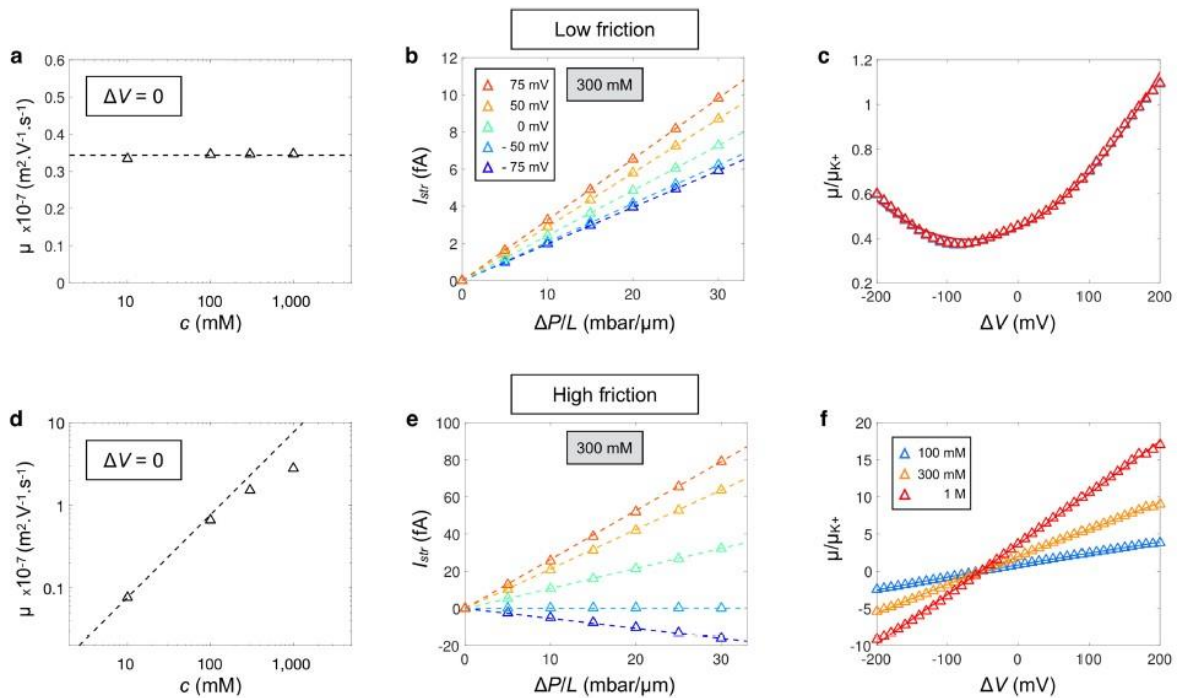 Low friction
a
0.6
0.5
0.4
0.3
0.2
0.1
0
μ x10-7 (m2.V-1.s-1)
ΔV = 0
10 100 1,000
c (mM)
b
12
10
8
6
4
2
0
Istr (fA)
75 mV
50 mV
0 mV
- 50 mV
- 75 mV
300 mM
0 10 20 30
ΔP/L (mbar/μm)
c
1.2
1
0.8
0.6
0.4
0.2
μ/μK+
-200 -100 0 100 200
ΔV (mV)
High friction
d
10
1
0.1
μ x10-7 (m2.V-1.s-1)
ΔV = 0
10 100 1,000
c (mM)
e
100
80
60
40
20
0
-20
Istr (fA)
300 mM
0 10 20 30
ΔP/L (mbar/μm)
f
20
15
10
5
0
-5
-10
μ/μK+
100 mM
300 mM
1 M
-200 -100 0 100 200
ΔV (mV)